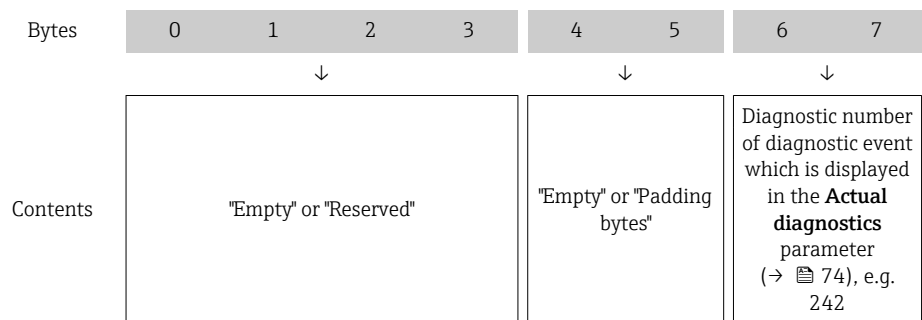 Bytes 0 1 2 3 4 5 6 7
↓ ↓ ↓
Contents
"Empty" or "Reserved"
"Empty" or "Padding
bytes"
Diagnostic number
of diagnostic event
which is displayed
in the Actual
diagnostics
parameter
(→ 74), e.g.
242